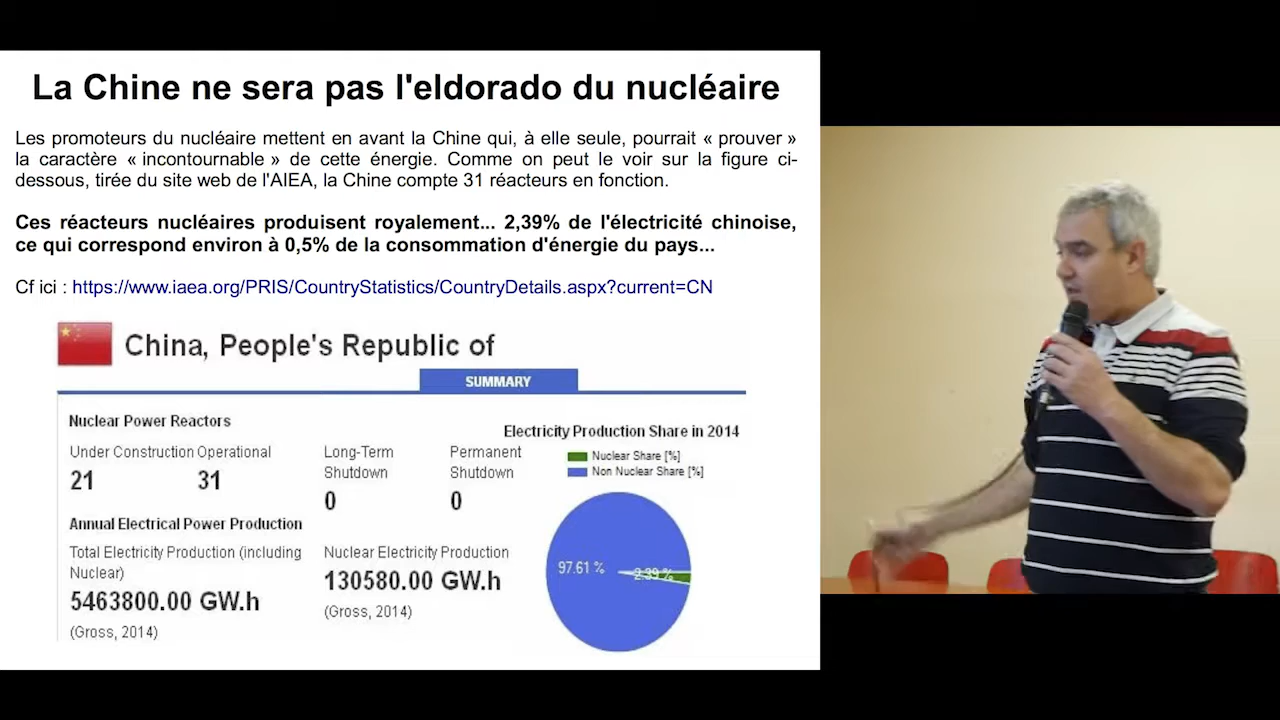 La Chine ne sera pas l'eldorado du nucléaire
Les promoteurs du nucléaire mettent en avant la Chine qui, à elle seule, pourrait « prouver »
la caractère « incontournable » de cette énergie. Comme on peut le voir sur la figure ci-
dessous, tirée du site web de l'AIEA, la Chine compte 31 réacteurs en fonction.
Ces réacteurs nucléaires produisent royalement... 2,39% de l'électricité chinoise,
ce qui correspond environ à 0,5% de la consommation d'énergie du pays...
Cf ici : https://www.iaea.org/PRIS/CountryStatistics/CountryDetails.aspx?current=CN
China, People's Republic of
SUMMARY
Nuclear Power Reactors
Under Construction Operational
21 31
Long-Term
Shutdown
0
Permanent
Shutdown
0
Annual Electrical Power Production
Total Electricity Production (including
Nuclear)
5463800.00 GW.h
(Gross, 2014)
Nuclear Electricity Production
130580.00 GW.h
(Gross, 2014)
Electricity Production Share in 2014
Nuclear Share [%]
Non Nuclear Share [%]
97.61 %
2.39 %